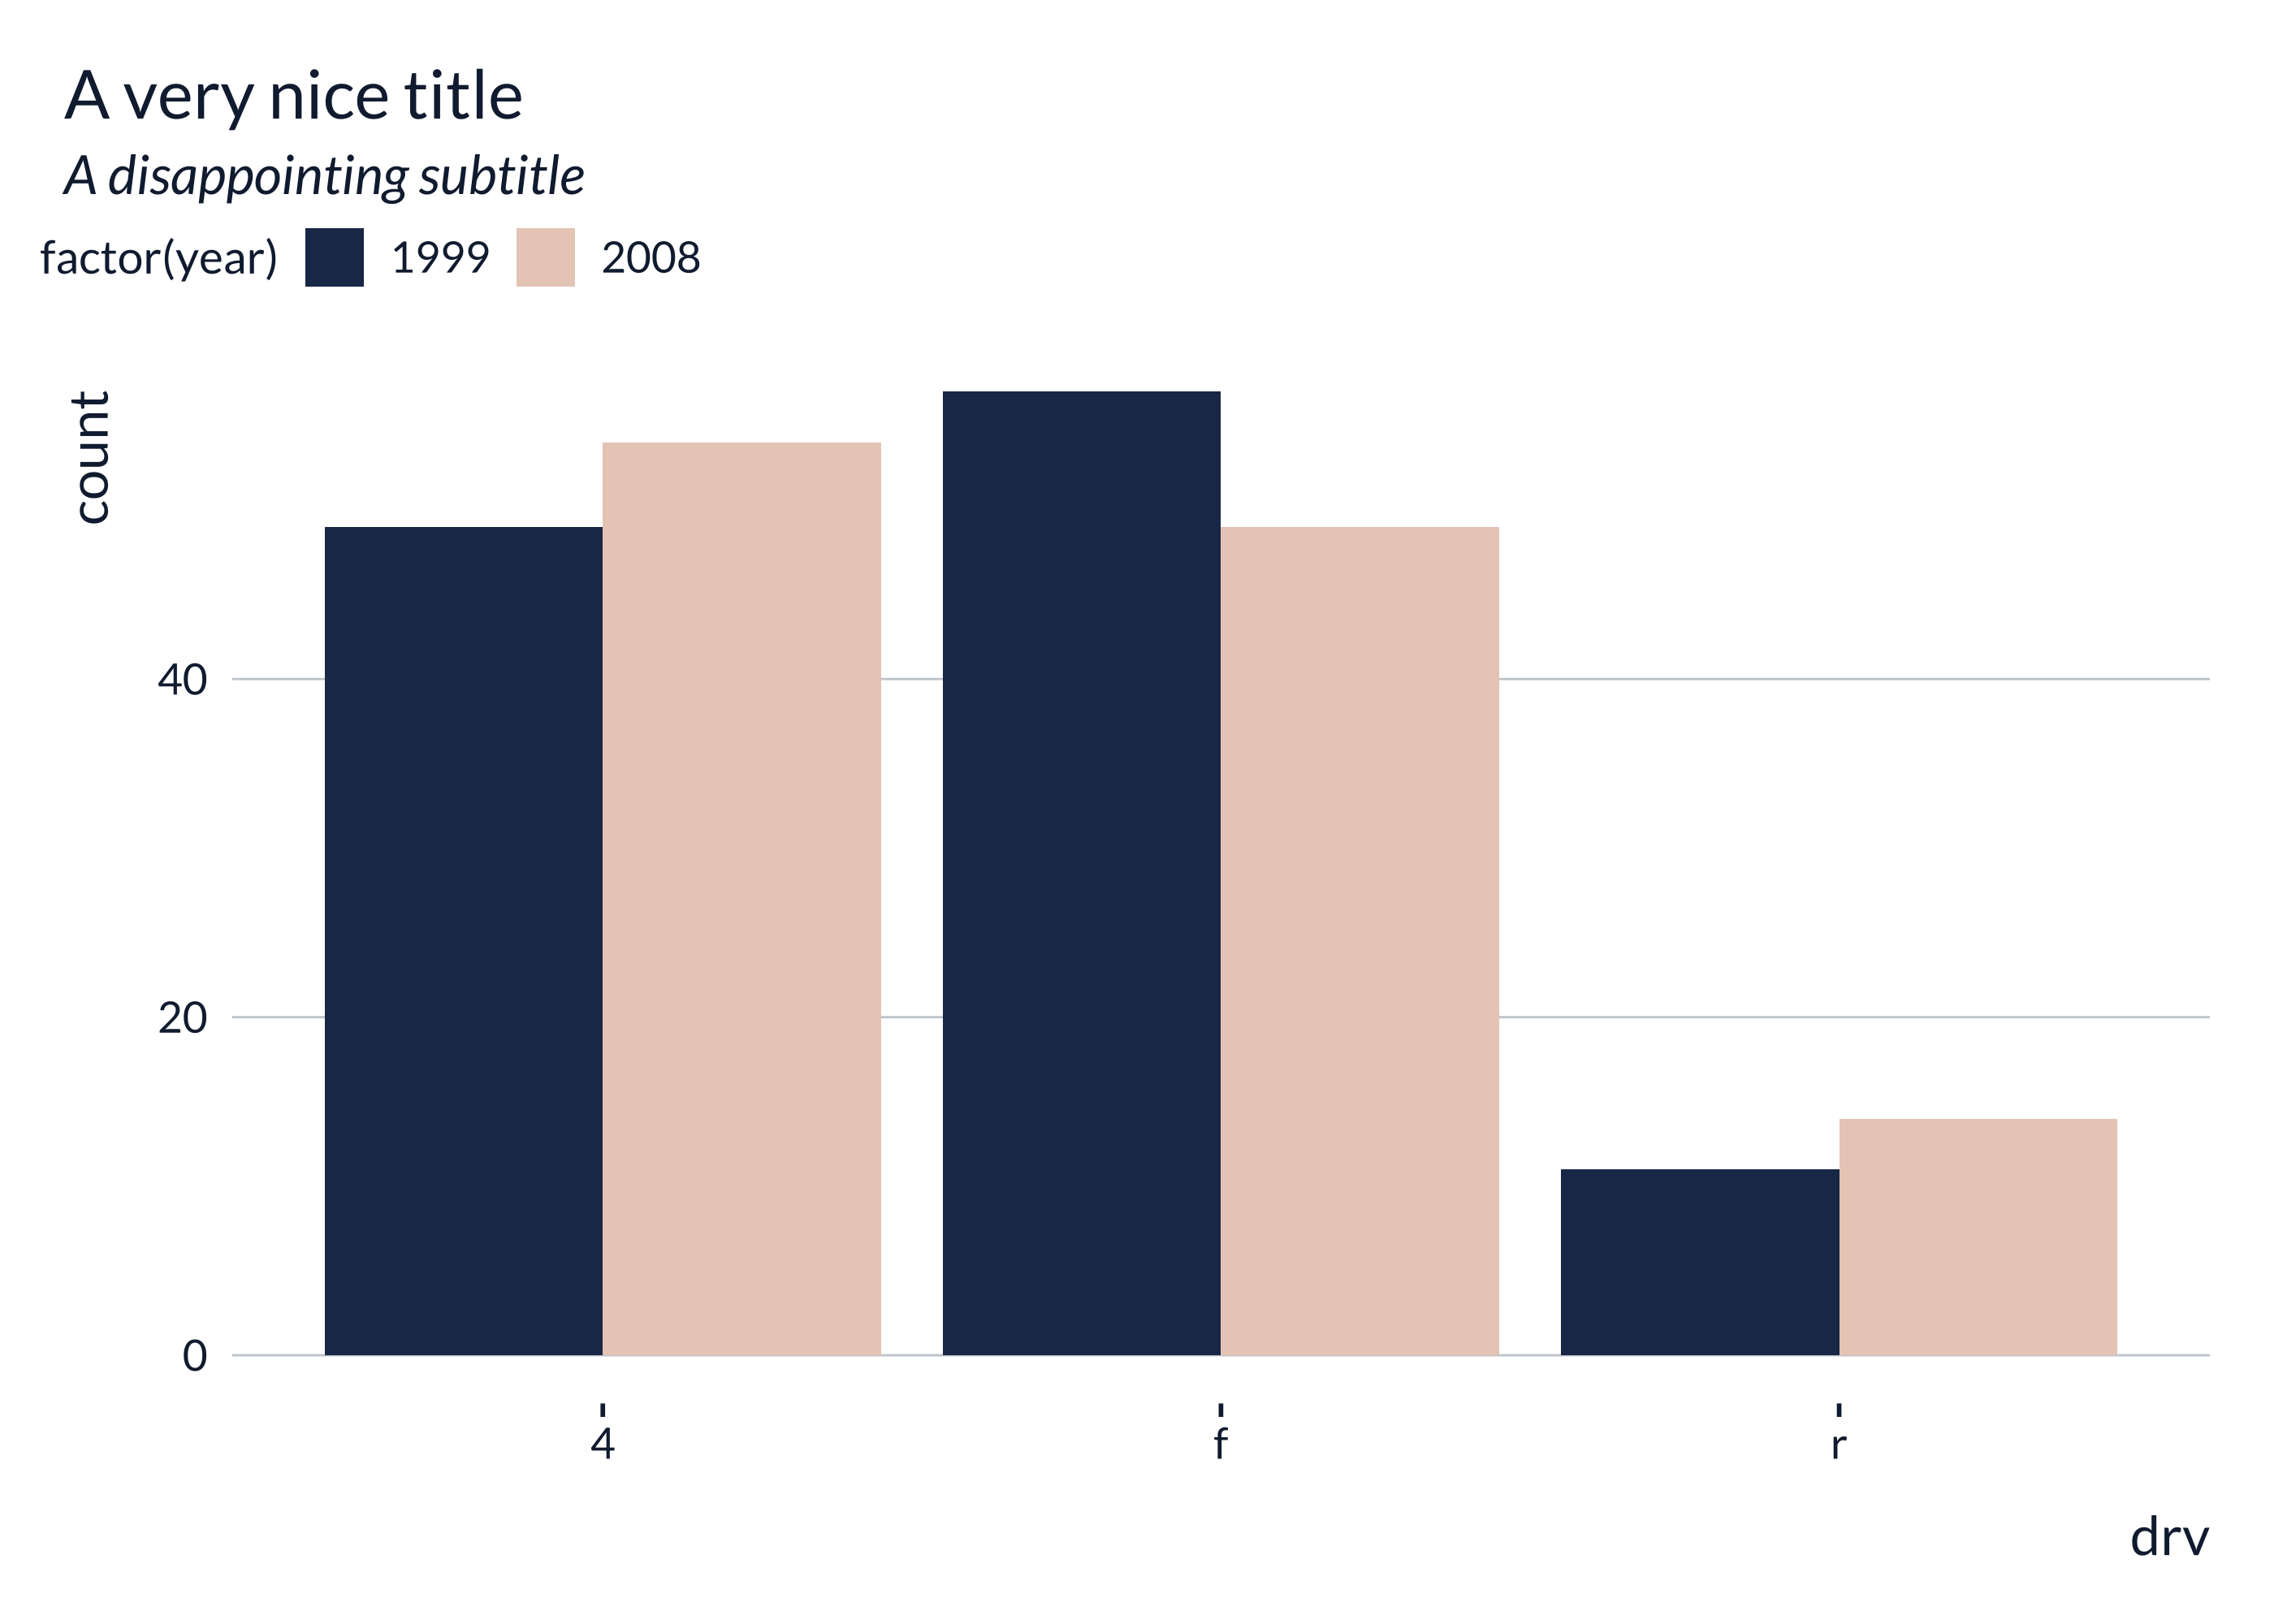 A very nice title
A disappointing subtitle
factor(year) 1999 2008
count
40
20
0
4 f r
drv